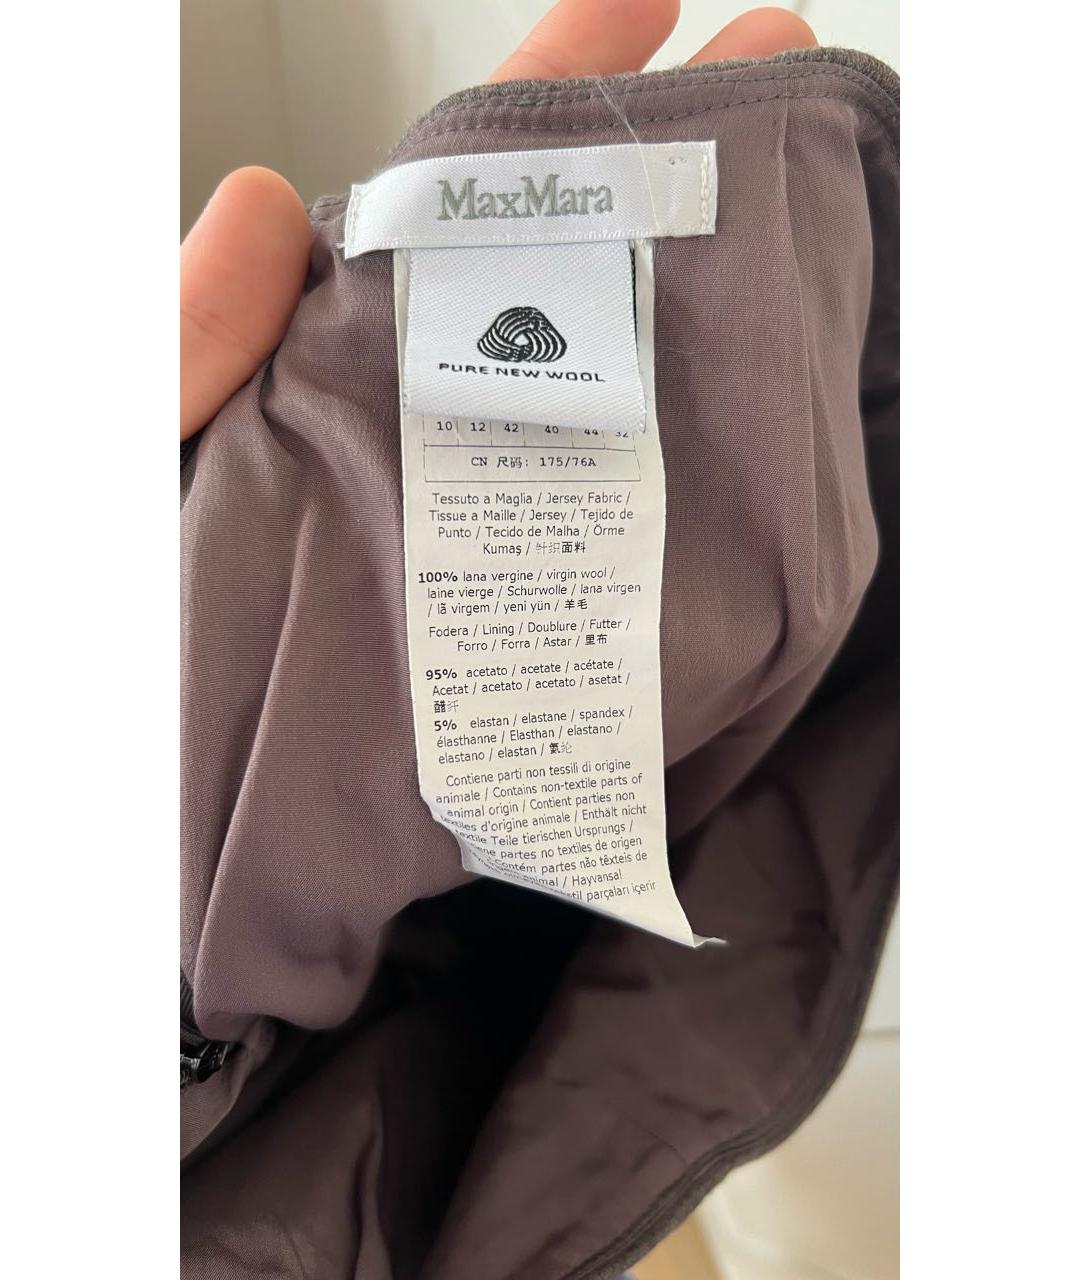 MaxMara
PURE NEW WOOL
10 12 42 40 44 32
CN 尺码: 175/76A
Tessuto a Maglia / Jersey Fabric /
Tissue a Maille / Jersey / Tejido de
Punto / Tecido de Malha / Örme
Kumaş / 针织面料
100% lana vergine / virgin wool /
laine vierge / Schurwolle / lana virgen
/ lã virgem / yeni yün / 羊毛
Fodera / Lining / Doublure / Futter /
Forro / Forra / Astar / 里布
95% acetato / acetate / acétate /
Acetat / acetato / acetato / asetat /
醋纤
5% elastan / elastane / spandex /
élasthanne / Elasthan / elastano /
elastano / elastan / 氨纶
Contiene parti non tessili di origine
animale / Contains non-textile parts of
animal origin / Contient parties non
textiles d'origine animale / Enthält nicht
textile Teile tierischen Ursprungs /
partes no textiles de origen
Contém partes não têxteis de
animal / Hayvansal
parçaları içerir